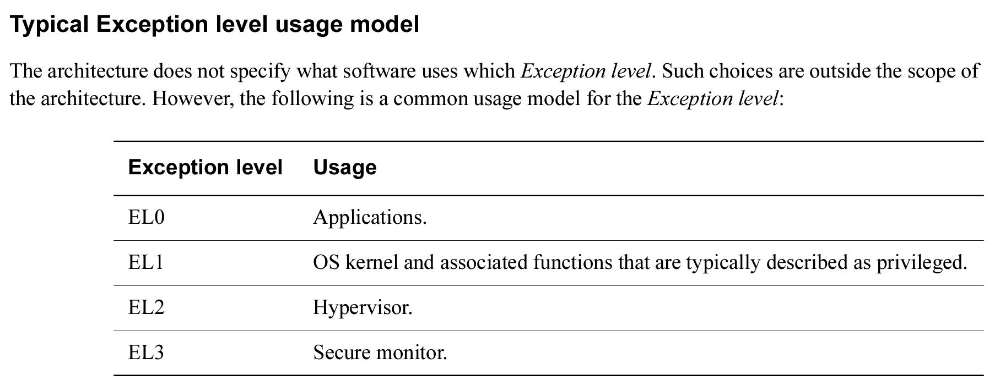 Typical Exception level usage model
The architecture does not specify what software uses which Exception level. Such choices are outside the scope of
the architecture. However, the following is a common usage model for the Exception level:
Exception level Usage
EL0 Applications.
EL1 OS kernel and associated functions that are typically described as privileged.
EL2 Hypervisor.
EL3 Secure monitor.